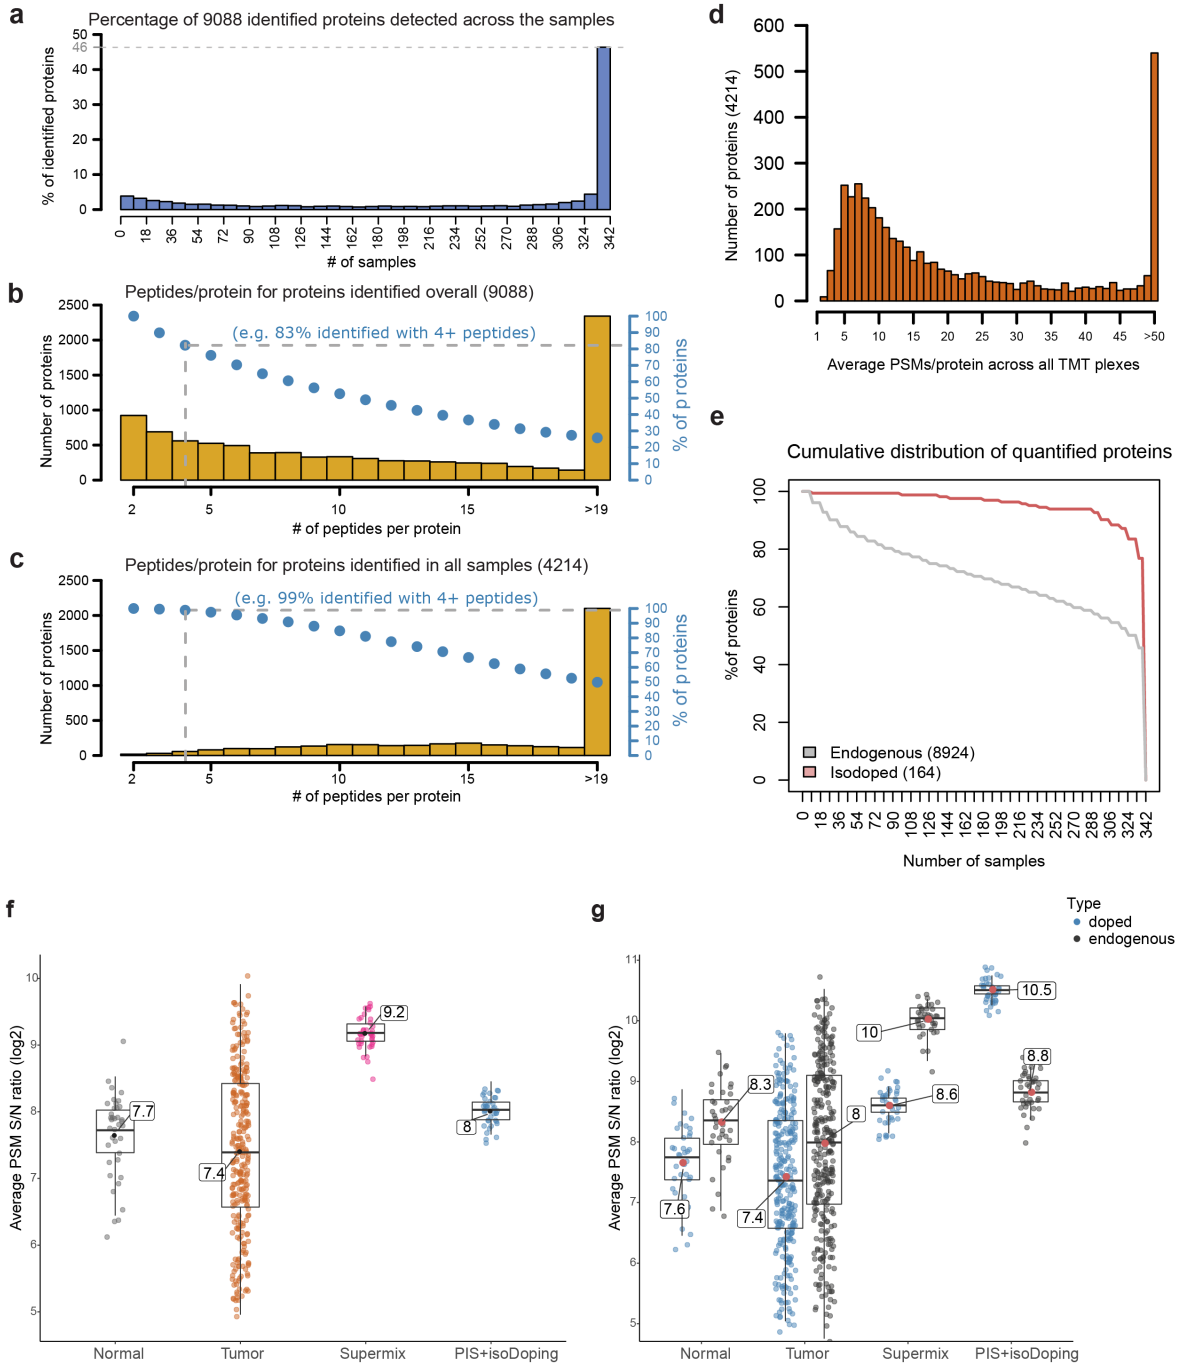 a
Percentage of 9088 identified proteins detected across the samples
% of identified proteins
50
46
40
30
20
10
0
0 18 36 54 72 90 108 126 144 162 180 198 216 234 252 270 288 306 324 342
# of samples
b
Peptides/protein for proteins identified overall (9088)
(e.g. 83% identified with 4+ peptides)
Number of proteins
2500
2000
1500
1000
500
0
100
90
80
70
60
50
40
30
20
10
0
% of proteins
2 5 10 15 >19
# of peptides per protein
c
Peptides/protein for proteins identified in all samples (4214)
(e.g. 99% identified with 4+ peptides)
Number of proteins
2500
2000
1500
1000
500
0
100
90
80
70
60
50
40
30
20
10
0
% of proteins
2 5 10 15 >19
# of peptides per protein
d
Number of proteins (4214)
600
500
400
300
200
100
0
1 5 10 15 20 25 30 35 40 45 >50
Average PSMs/protein across all TMT plexes
e
Cumulative distribution of quantified proteins
%of proteins
100
80
60
40
20
0
Endogenous (8924)
Isodoped (164)
0 18 36 54 72 90 108 126 144 162 180 198 216 234 252 270 288 306 324 342
Number of samples
f
Average PSM S/N ratio (log2)
10
9
8
7
6
5
7.7
7.4
9.2
8
Normal Tumor Supermix PIS+isoDoping
g
Type
doped
endogenous
Average PSM S/N ratio (log2)
11
10
9
8
7
6
5
7.6
8.3
7.4
8
10
8.6
10.5
8.8
Normal Tumor Supermix PIS+isoDoping